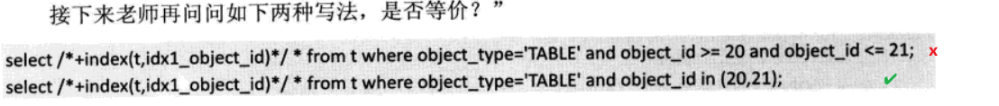 接下来老师再问问如下两种写法，是否等价？”
select /*+index(t,idx1_object_id)*/ * from t where object_type='TABLE' and object_id >= 20 and object_id <= 21; x
select /*+index(t,idx1_object_id)*/ * from t where object_type='TABLE' and object_id in (20,21); ✔